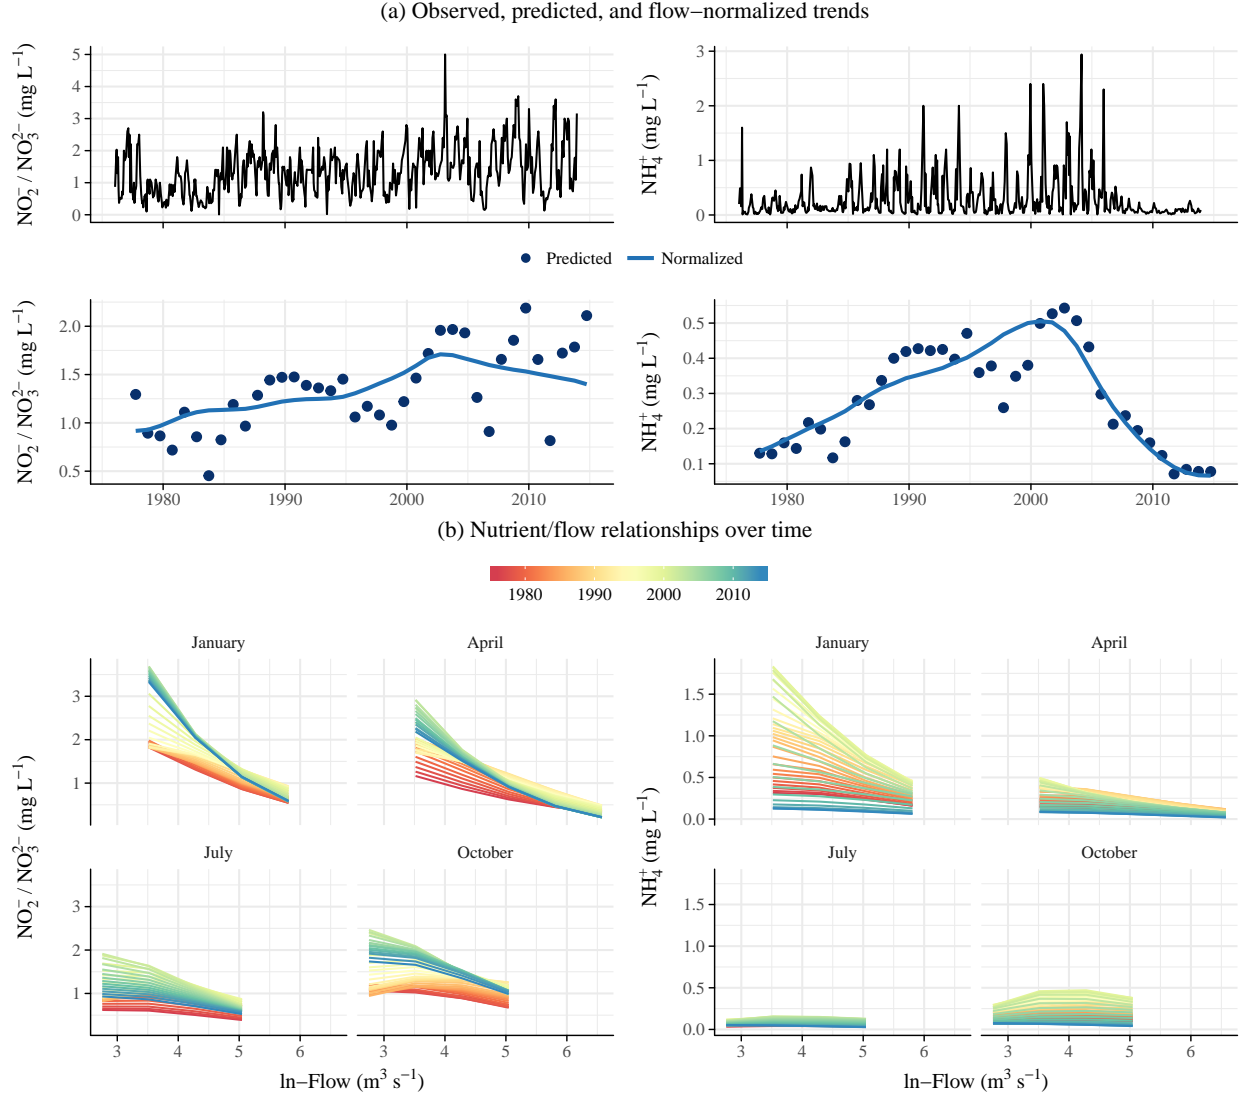 (a) Observed, predicted, and flow−normalized trends
NO₂⁻ / NO₃²⁻ (mg L⁻¹)
5
4
3
2
1
0
NH₄⁺ (mg L⁻¹)
3
2
1
0
Predicted Normalized
NO₂⁻ / NO₃²⁻ (mg L⁻¹)
2.0
1.5
1.0
0.5
1980 1990 2000 2010
NH₄⁺ (mg L⁻¹)
0.5
0.4
0.3
0.2
0.1
1980 1990 2000 2010
(b) Nutrient/flow relationships over time
1980 1990 2000 2010
NO₂⁻ / NO₃²⁻ (mg L⁻¹)
January April
3
2
1
July October
3
2
1
3 4 5 6 3 4 5 6
ln−Flow (m³ s⁻¹)
NH₄⁺ (mg L⁻¹)
January April
1.5
1.0
0.5
0.0
July October
1.5
1.0
0.5
0.0
3 4 5 6 3 4 5 6
ln−Flow (m³ s⁻¹)